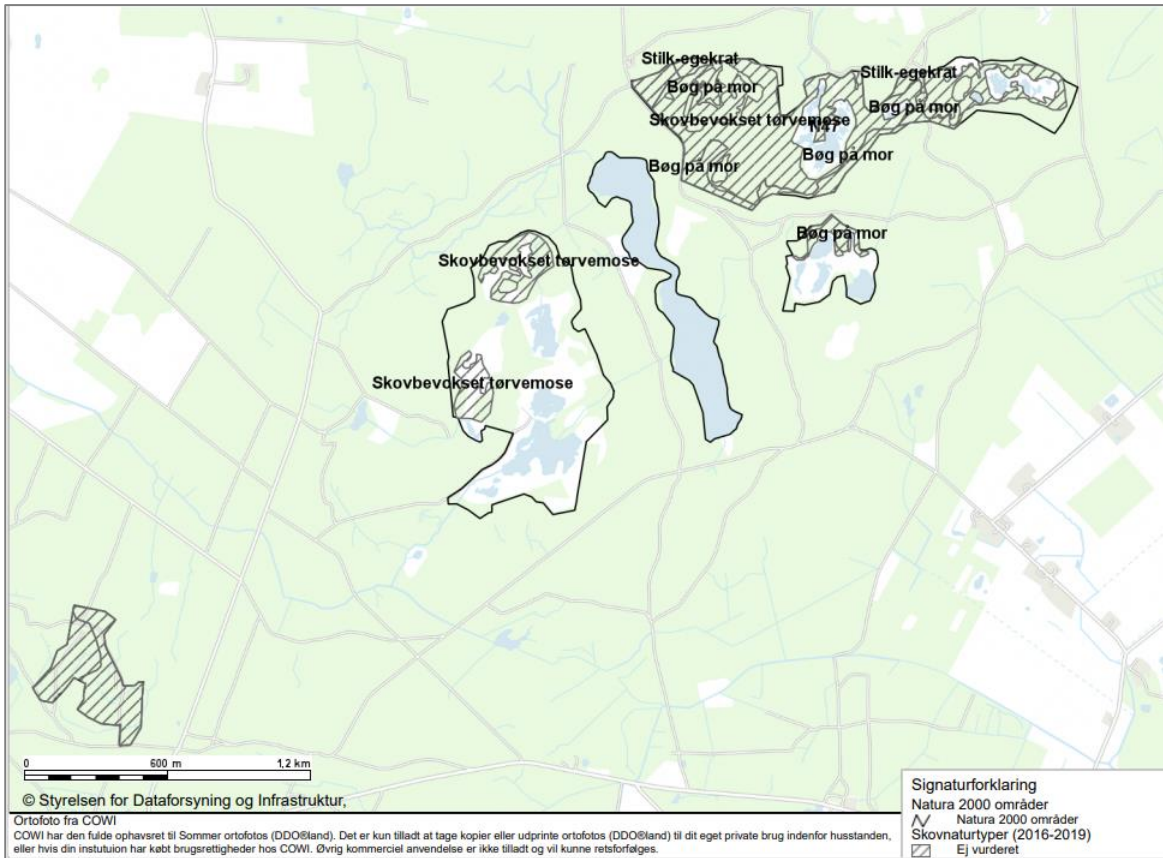 Stilk-egekrat
Bøg på mor
Stilk-egekrat
Bøg på mor
Skovbevokset tørvemose
N47
Bøg på mor
Bøg på mor
Bøg på mor
Skovbevokset tørvemose
Skovbevokset tørvemose
0 600 m 1,2 km
© Styrelsen for Dataforsyning og Infrastruktur,
Ortofoto fra COWI
COWI har den fulde ophavsret til Sommer ortofotos (DDO®land). Det er kun tilladt at tage kopier eller udprinte ortofotos (DDO®land) til dit eget private brug indenfor husstanden,
eller hvis din instutuion har købt brugsrettigheder hos COWI. Øvrig kommerciel anvendelse er ikke tilladt og vil kunne retsforfølges.
Signaturforklaring
Natura 2000 områder
Natura 2000 områder
Skovnaturtyper (2016-2019)
Ej vurderet